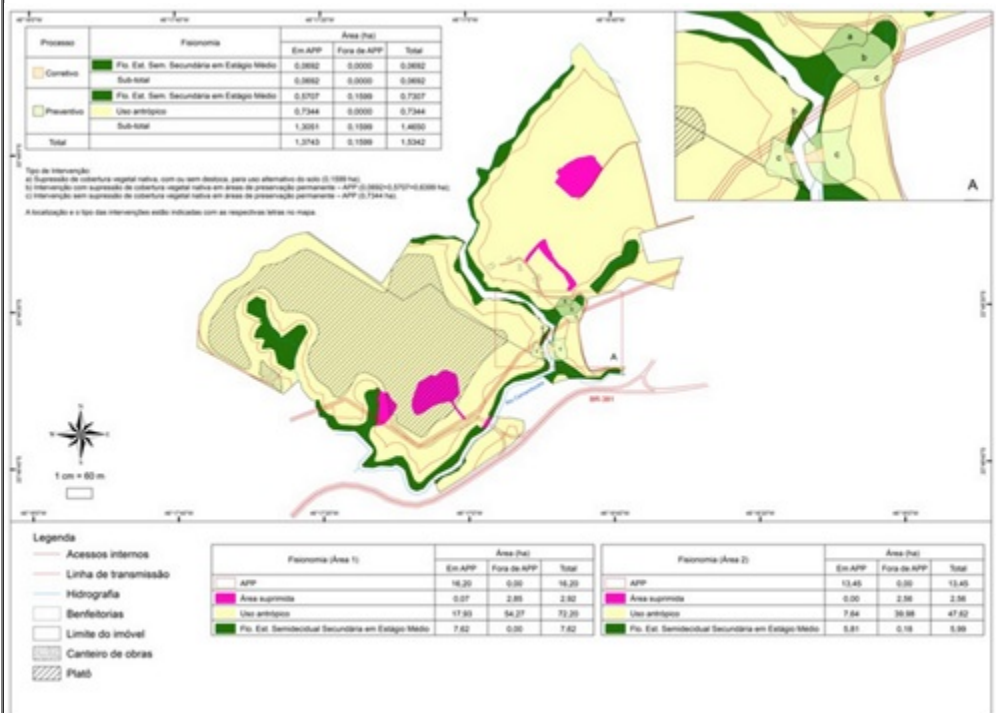 Processo Fisionomia Área (ha)
Em APP Fora de APP Total
Corretivo Flo. Est. Sem. Secundária em Estágio Médio 0,0692 0,0000 0,0692
Sub-total 0,0692 0,0000 0,0692
Preventivo Flo. Est. Sem. Secundária em Estágio Médio 0,5707 0,1599 0,7307
Uso antrópico 0,7344 0,0000 0,7344
Sub-total 1,3051 0,1599 1,4650
Total 1,3743 0,1599 1,5342
Tipo de Intervenção:
a) Supressão de cobertura vegetal nativa, com ou sem destoca, para uso alternativo do solo (0,1599 ha);
b) Intervenção com supressão de cobertura vegetal nativa em áreas de preservação permanente – APP (0,0692+0,5707=0,6399 ha);
c) Intervenção sem supressão de cobertura vegetal nativa em áreas de preservação permanente – APP (0,7344 ha).
A localização e o tipo das intervenções estão indicadas com as respectivas letras no mapa.
a
b
c
b
c
c
A
A
BR-381
1 cm = 60 m
Legenda
Acessos internos
Linha de transmissão
Hidrografia
Benfeitorias
Limite do imóvel
Canteiro de obras
Platô
Fisionomia (Área 1) Área (ha)
Em APP Fora de APP Total
APP 16,20 0,00 16,20
Área suprimida 0,07 2,85 2,92
Uso antrópico 17,93 54,27 72,20
Flo. Est. Semidecidual Secundária em Estágio Médio 7,62 0,00 7,62
Fisionomia (Área 2) Área (ha)
Em APP Fora de APP Total
APP 13,45 0,00 13,45
Área suprimida 0,00 2,56 2,56
Uso antrópico 7,64 39,98 47,62
Flo. Est. Semidecidual Secundária em Estágio Médio 5,81 0,18 5,99